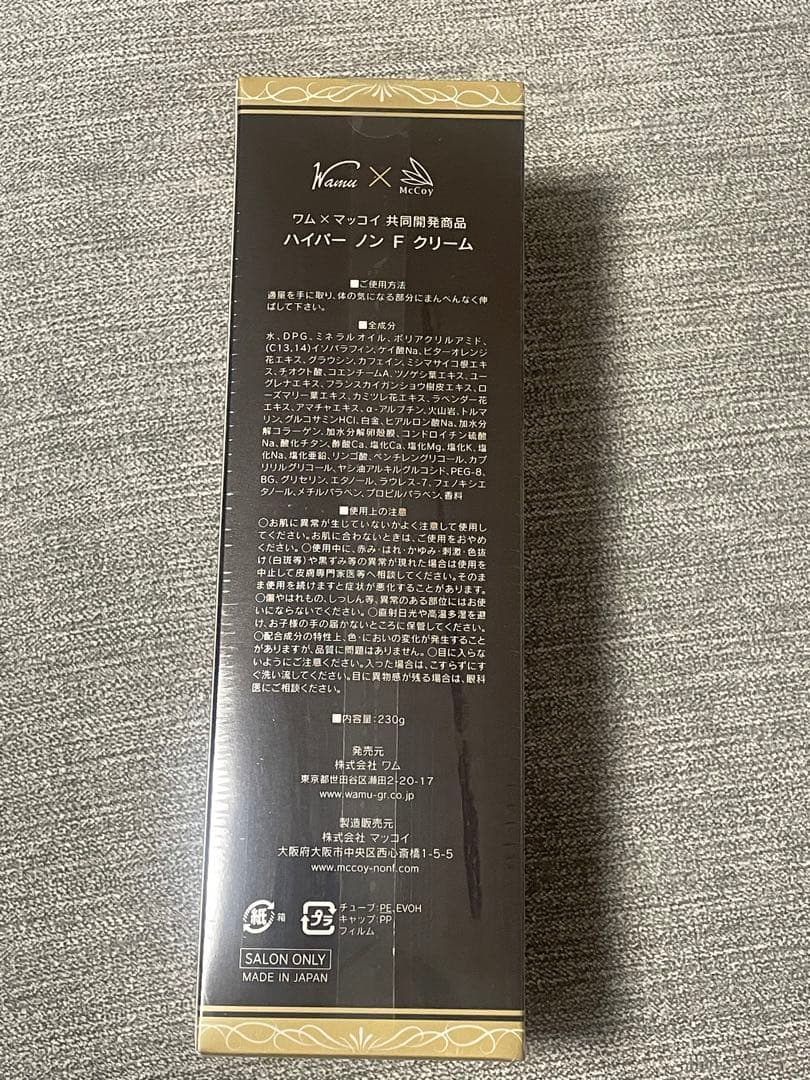 Wamu × McCoy
ワム×マッコイ 共同開発商品
ハイパー ノン F クリーム
■ご使用方法
適量を手に取り、体の気になる部分にまんべんなく伸
ばして下さい。
■全成分
水、DPG、ミネラルオイル、ポリアクリルアミド、
(C13,14)イソパラフィン、ケイ酸Na、ビターオレンジ
花エキス、グラウシン、カフェイン、ミシマサイコ根エキ
ス、チオクト酸、コエンチームA、ツノゲシ葉エキス、ユー
グレナエキス、フランスカイガンショウ樹皮エキス、ロ
ーズマリー葉エキス、カミツレ花エキス、ラベンダー花
エキス、アマチャエキス、α-アルブチン、火山岩、トルマ
リン、グルコサミンHCl、白金、ヒアルロン酸Na、加水分
解コラーゲン、加水分解卵殻膜、コンドロイチン硫酸
Na、酸化チタン、酢酸Ca、塩化Ca、塩化Mg、塩化K、塩
化Na、塩化亜鉛、リンゴ酸、ペンチレングリコール、カプ
リリルグリコール、ヤシ油アルキルグルコシド、PEG-8、
BG、グリセリン、エタノール、ラウレス-7、フェノキシエ
タノール、メチルパラベン、プロピルパラベン、香料
■使用上の注意
○お肌に異常が生じていないかよく注意して使用し
てください。お肌に合わないときは、ご使用をおやめ
ください。○使用中に、赤み・はれ・かゆみ・刺激・色抜
け(白斑等)や黒ずみ等の異常が現れた場合は使用を
中止して皮膚専門家医等へ相談してください。そのま
ま使用を続けますと症状が悪化することがあります。
○傷やはれもの、しっしん等、異常のある部位にはお使
いにならないでください。○直射日光や高温多湿を避
け、お子様の手の届かないところに保管してください。
○配合成分の特性上、色・においの変化が発生すること
がありますが、品質に問題はありません。○目に入らな
いようにご注意ください。入った場合は、こすらずにす
ぐ洗い流してください。目に異物感が残る場合は、眼科
医にご相談ください。
■内容量：230g
発売元
株式会社 ワム
東京都世田谷区瀬田2-20-17
www.wamu-gr.co.jp
製造販売元
株式会社 マッコイ
大阪府大阪市中央区西心斎橋1-5-5
www.mccoy-nonf.com
紙 箱
プラ チューブ：PE、EVOH
キャップ：PP
フィルム
SALON ONLY
MADE IN JAPAN